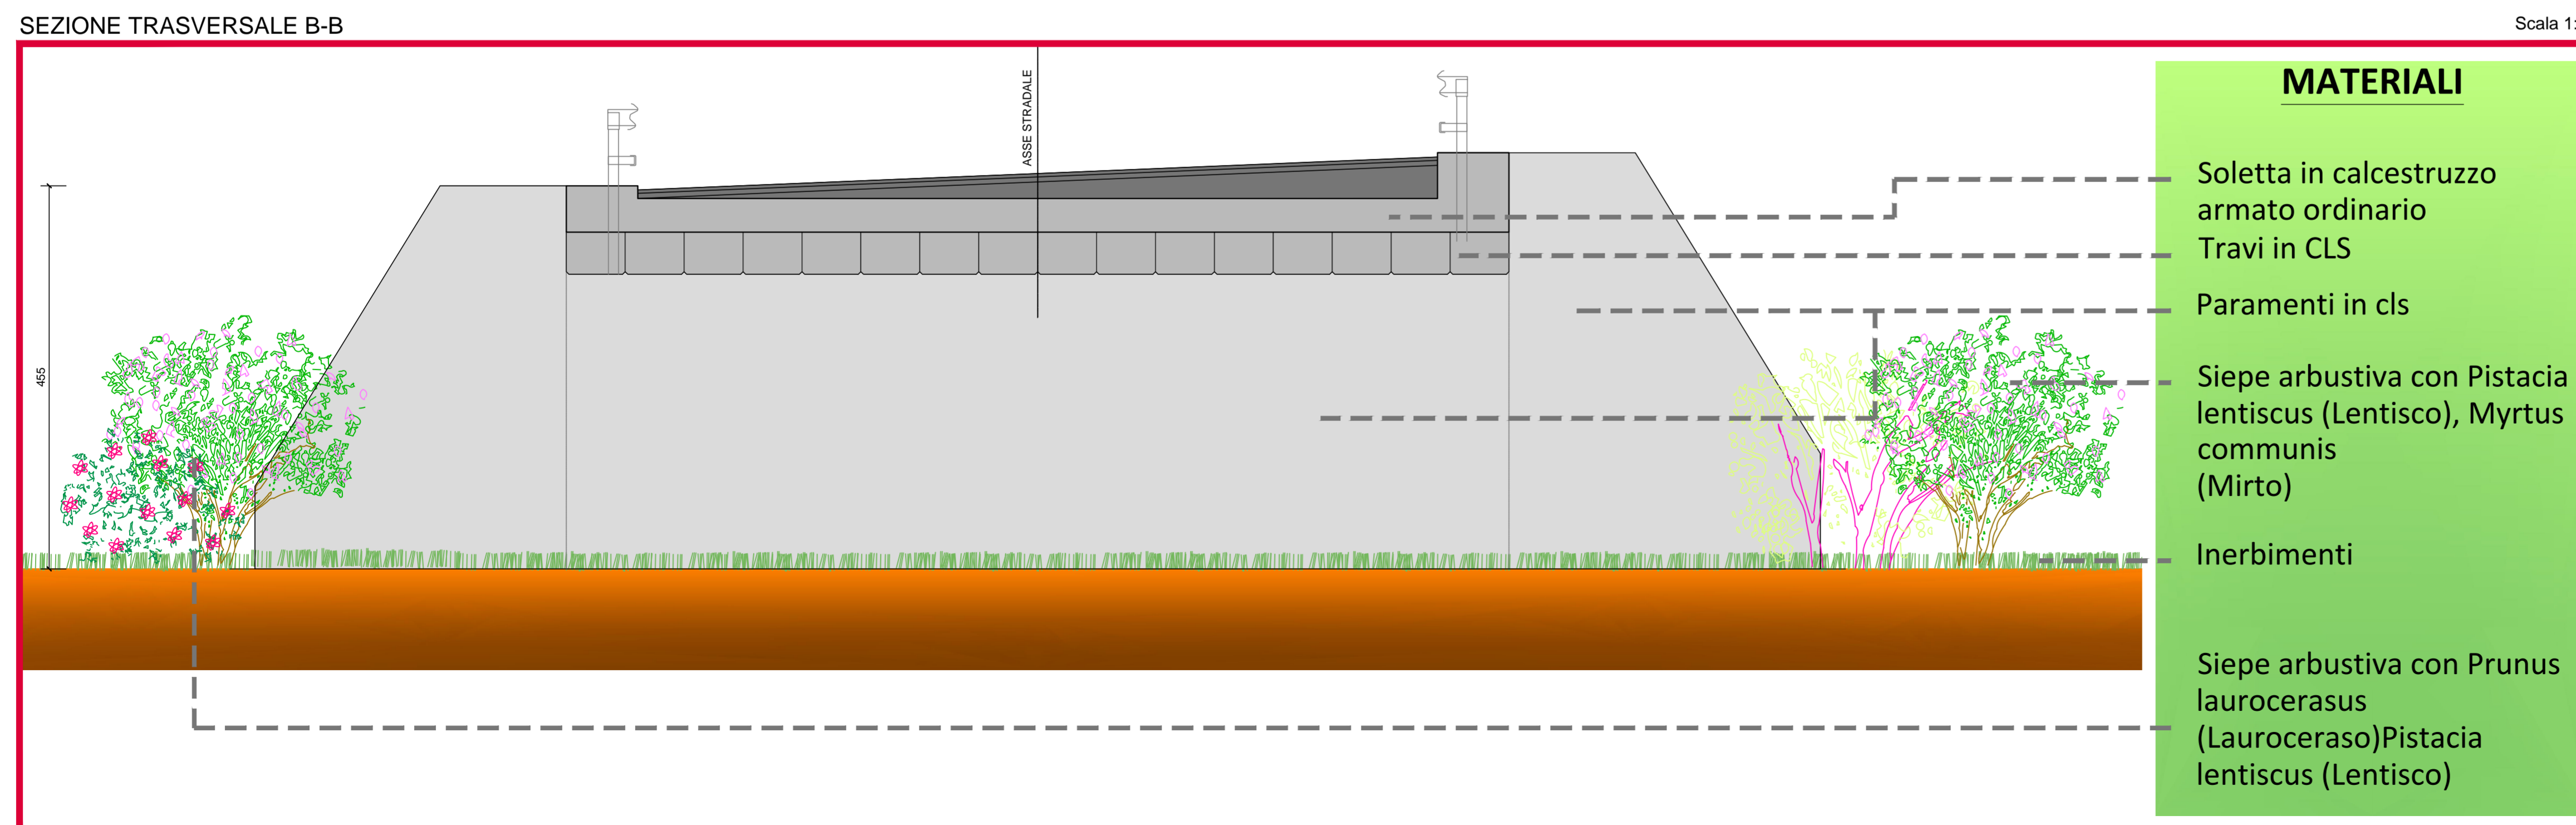 SEZIONE TRASVERSALE B-B
Scala 1:
ASSE STRADALE
455
MATERIALI
Soletta in calcestruzzo
armato ordinario
Travi in CLS
Paramenti in cls
Siepe arbustiva con Pistacia
lentiscus (Lentisco), Myrtus
communis
(Mirto)
Inerbimenti
Siepe arbustiva con Prunus
laurocerasus
(Lauroceraso)Pistacia
lentiscus (Lentisco)